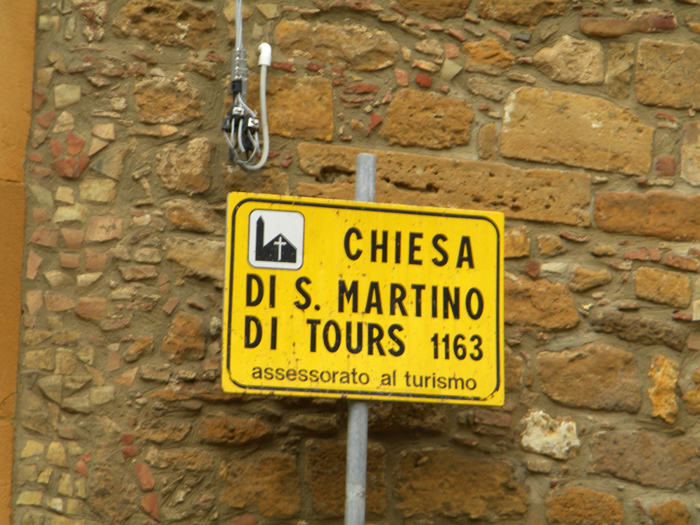 CHIESA
DI S. MARTINO
DI TOURS 1163
assessorato al turismo